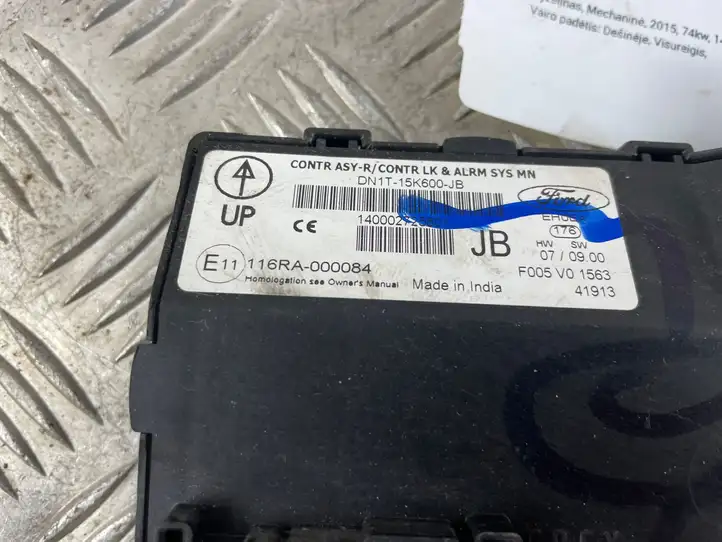 Mechaninė, 2015, 74kw,
Vairo padėtis: Dešinėje, Visureigis,
CONTR ASY-R/CONTR LK & ALRM SYS MN
DN1T-15K600-JB
Ford
UP
CE
JB
176
HW SW
07 / 09.00
E11 116RA-000084
F005 V0 1563
Homologation see Owner's Manual
Made in India
41913